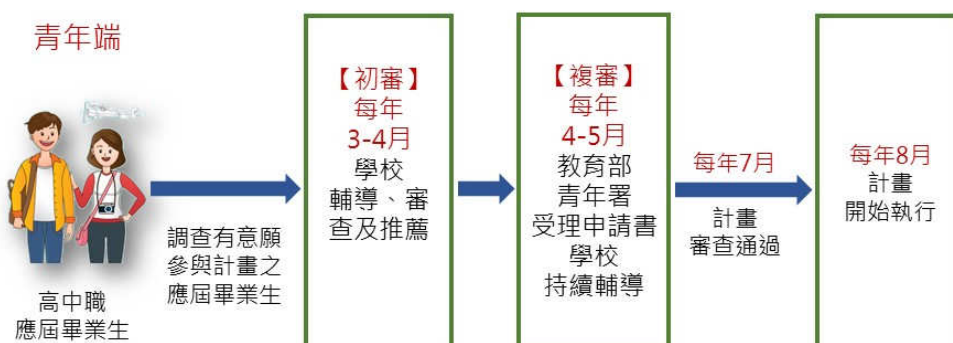 青年端
高中職
應屆畢業生
調查有意願
參與計畫之
應屆畢業生
【初審】
每年
3-4月
學校
輔導、審
查及推薦
【複審】
每年
4-5月
教育部
青年署
受理申請書
學校
持續輔導
每年7月
計畫
審查通過
每年8月
計畫
開始執行